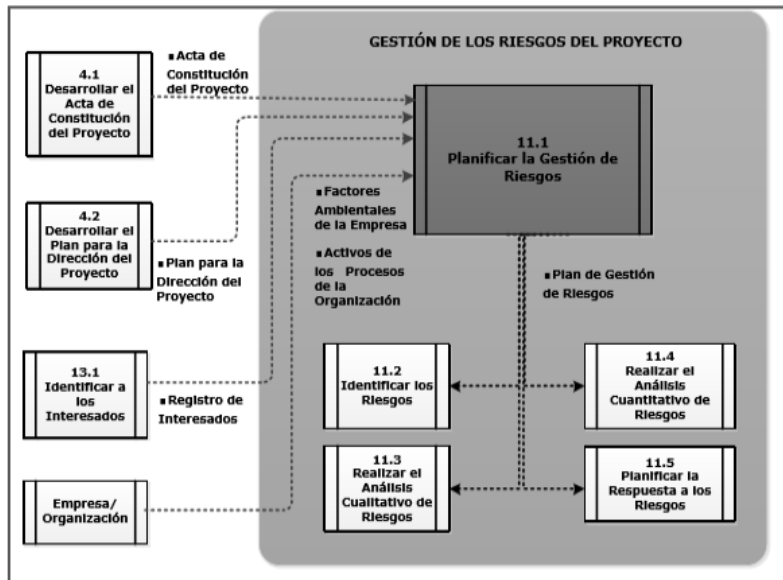 GESTIÓN DE LOS RIESGOS DEL PROYECTO
4.1
Desarrollar el
Acta de
Constitución
del Proyecto
▪Acta de
Constitución
del Proyecto
11.1
Planificar la Gestión de
Riesgos
4.2
Desarrollar el
Plan para la
Dirección del
Proyecto
▪Plan para la
Dirección del
Proyecto
▪Factores
Ambientales
de la Empresa
▪Activos de
los Procesos
de la
Organización
▪Plan de Gestión
de Riesgos
13.1
Identificar a
los
Interesados
▪Registro de
Interesados
11.2
Identificar los
Riesgos
11.4
Realizar el
Análisis
Cuantitativo de
Riesgos
11.3
Realizar el
Análisis
Cualitativo de
Riesgos
11.5
Planificar la
Respuesta a los
Riesgos
Empresa/
Organización